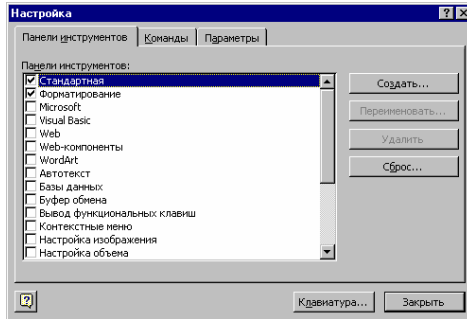 Настройка
Панели инструментов Команды Параметры
Панели инструментов:
Стандартная
Форматирование
Microsoft
Visual Basic
Web
Web-компоненты
WordArt
Автотекст
Базы данных
Буфер обмена
Вывод функциональных клавиш
Контекстные меню
Настройка изображения
Настройка объема
Создать...
Переименовать...
Удалить
Сброс...
Клавиатура... Закрыть